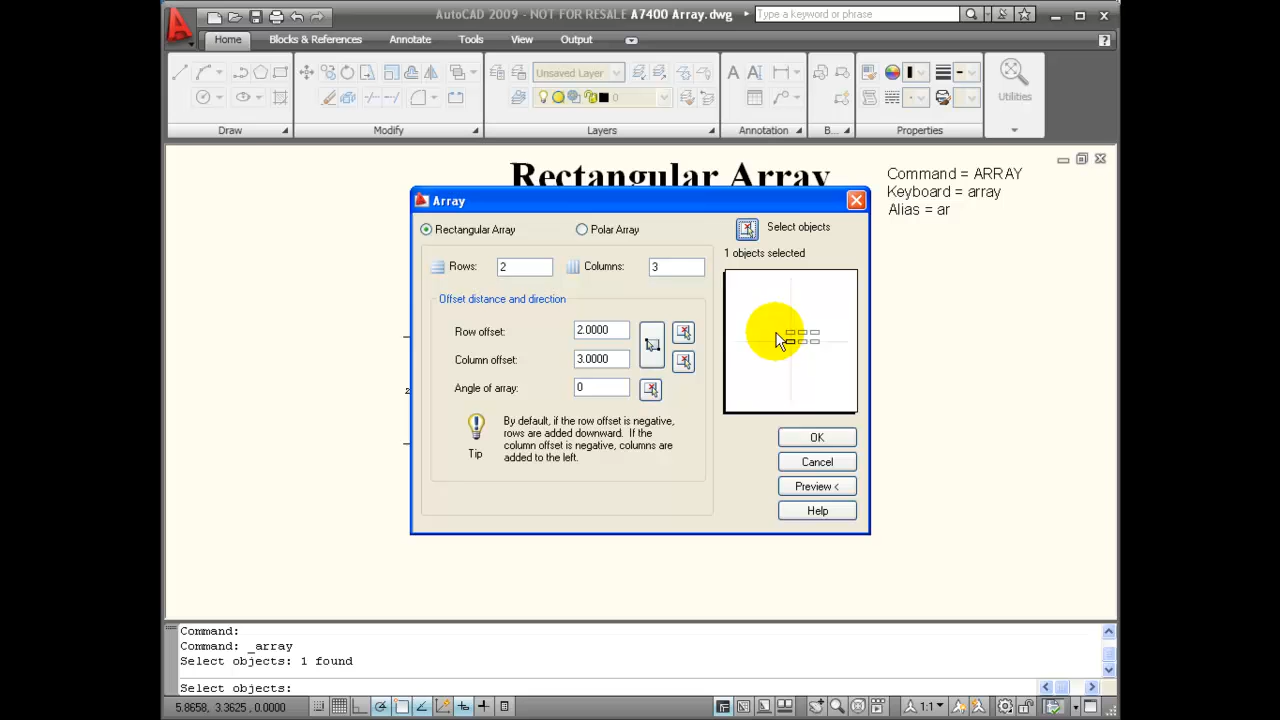 AutoCAD 2009 - NOT FOR RESALE A7400 Array.dwg
Type a keyword or phrase
Home Blocks & References Annotate Tools View Output
Unsaved Layer
0
Utilities
Draw Modify Layers Annotation B... Properties
Rectangular Array
Command = ARRAY
Keyboard = array
Alias = ar
Array
Rectangular Array Polar Array Select objects
1 objects selected
Rows: 2 Columns: 3
Offset distance and direction
Row offset: 2.0000
Column offset: 3.0000
Angle of array: 0
By default, if the row offset is negative,
rows are added downward. If the
column offset is negative, columns are
added to the left.
Tip
OK
Cancel
Preview <
Help
Command:
Command: _array
Select objects: 1 found
Select objects:
5.8658, 3.3625, 0.0000
1:1